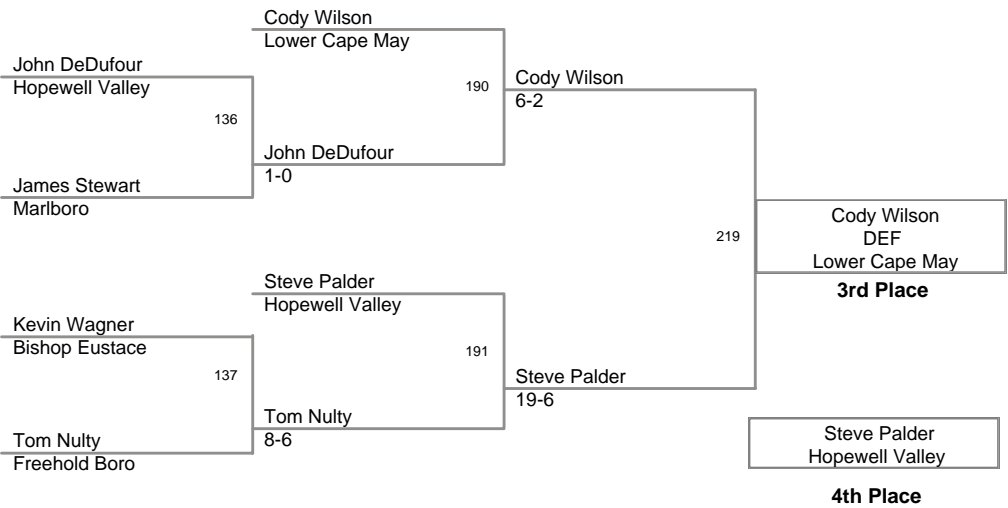 Cody Wilson
Lower Cape May
John DeDufour
Hopewell Valley
190
Cody Wilson
6-2
136
John DeDufour
1-0
James Stewart
Marlboro
219
Cody Wilson
DEF
Lower Cape May
3rd Place
Steve Palder
Hopewell Valley
Kevin Wagner
Bishop Eustace
191
137
Steve Palder
19-6
Tom Nulty
8-6
Tom Nulty
Freehold Boro
Steve Palder
Hopewell Valley
4th Place